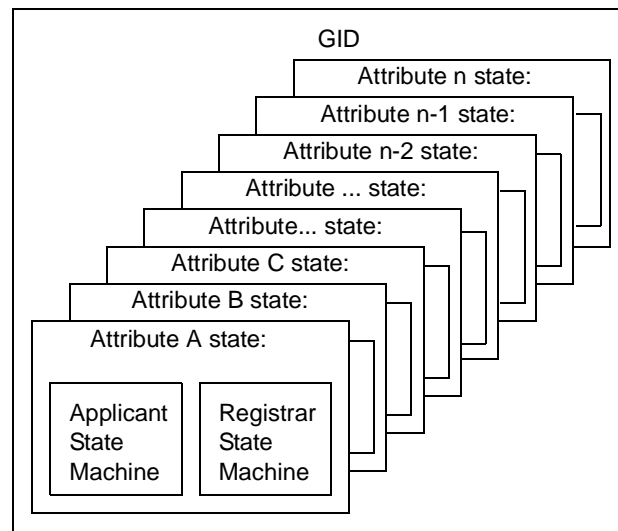 GID
Attribute n state:
Attribute n-1 state:
Attribute n-2 state:
Attribute ... state:
Attribute... state:
Attribute C state:
Attribute B state:
Attribute A state:
Applicant
State
Machine
Registrar
State
Machine